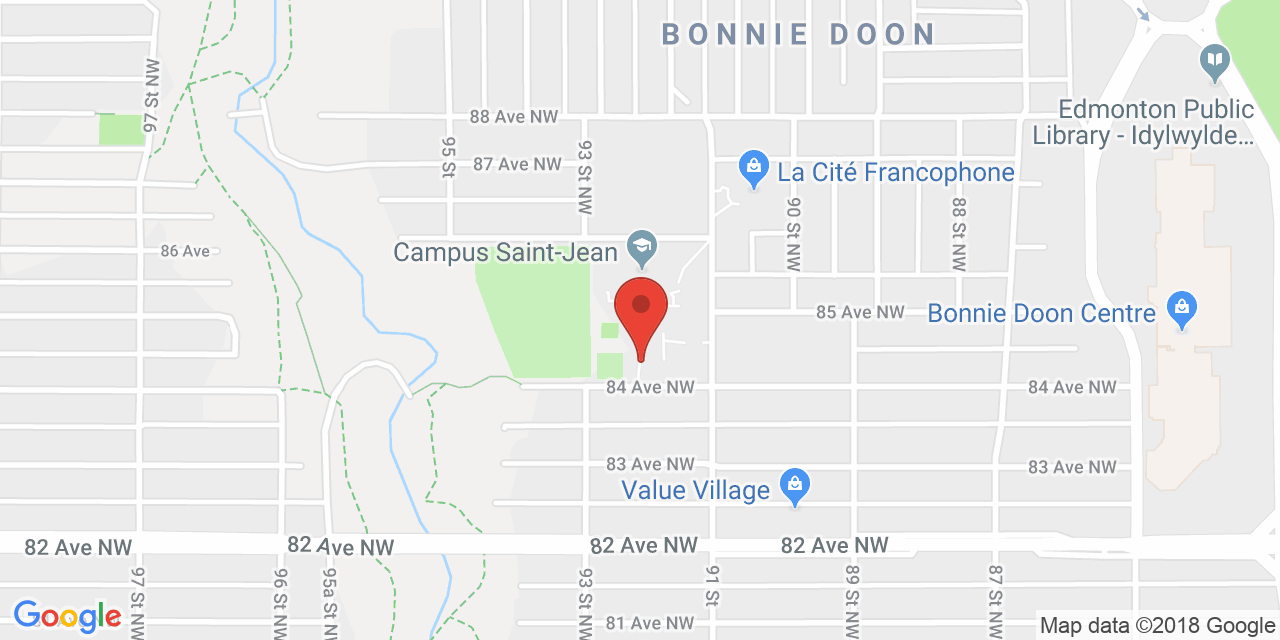 BONNIE DOON
97 St NW
88 Ave NW
Edmonton Public
Library - Idylwylde...
95 St
87 Ave NW
93 St NW
La Cité Francophone
90 St NW
88 St NW
86 Ave
Campus Saint-Jean
85 Ave NW
Bonnie Doon Centre
84 Ave NW
84 Ave NW
83 Ave NW
83 Ave NW
Value Village
82 Ave NW
82 Ave NW
82 Ave NW
82 Ave NW
97 St NW
96 St NW
95a St NW
93 St NW
91 St
89 St NW
87 St NW
81 Ave NW
81 Ave NW
Google
Map data ©2018 Google